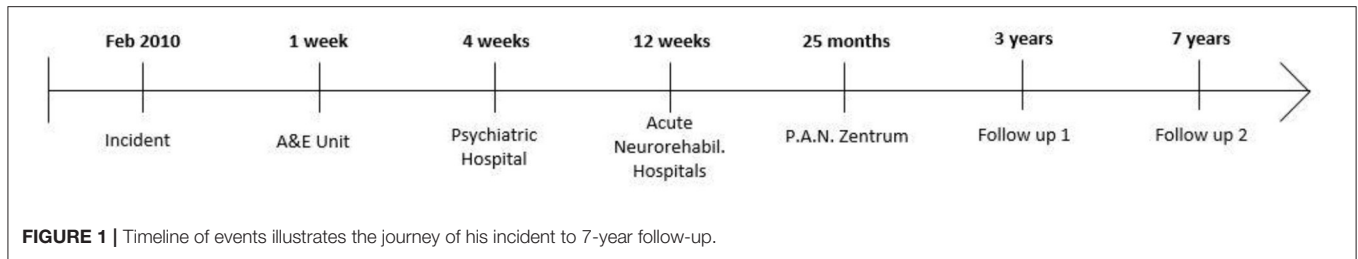 Feb 2010 1 week 4 weeks 12 weeks 25 months 3 years 7 years
Incident
A&E Unit
Psychiatric
Hospital
Acute
Neurorehabil.
Hospitals
P.A.N. Zentrum
Follow up 1
Follow up 2
FIGURE 1 | Timeline of events illustrates the journey of his incident to 7-year follow-up.